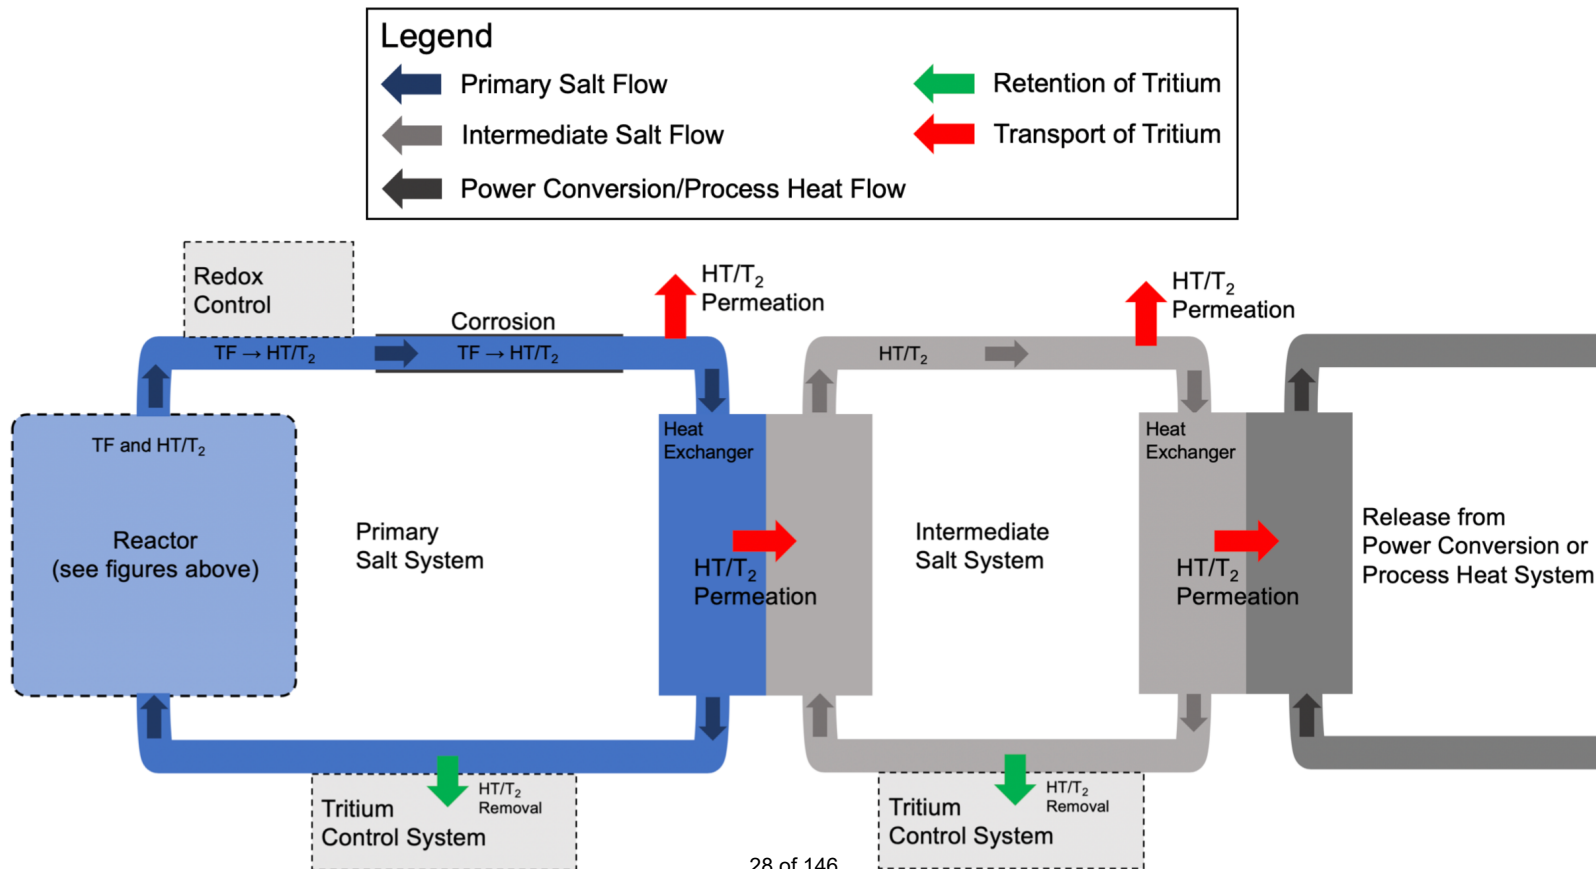 Legend
Primary Salt Flow
Retention of Tritium
Intermediate Salt Flow
Transport of Tritium
Power Conversion/Process Heat Flow
Redox
Control
HT/T₂
Permeation
HT/T₂
Permeation
Corrosion
TF → HT/T₂
TF → HT/T₂
HT/T₂
TF and HT/T₂
Heat
Exchanger
Heat
Exchanger
Reactor
(see figures above)
Primary
Salt System
HT/T₂
Permeation
Intermediate
Salt System
HT/T₂
Permeation
Release from
Power Conversion or
Process Heat System
Tritium
Control System
HT/T₂
Removal
Tritium
Control System
HT/T₂
Removal
28 of 146